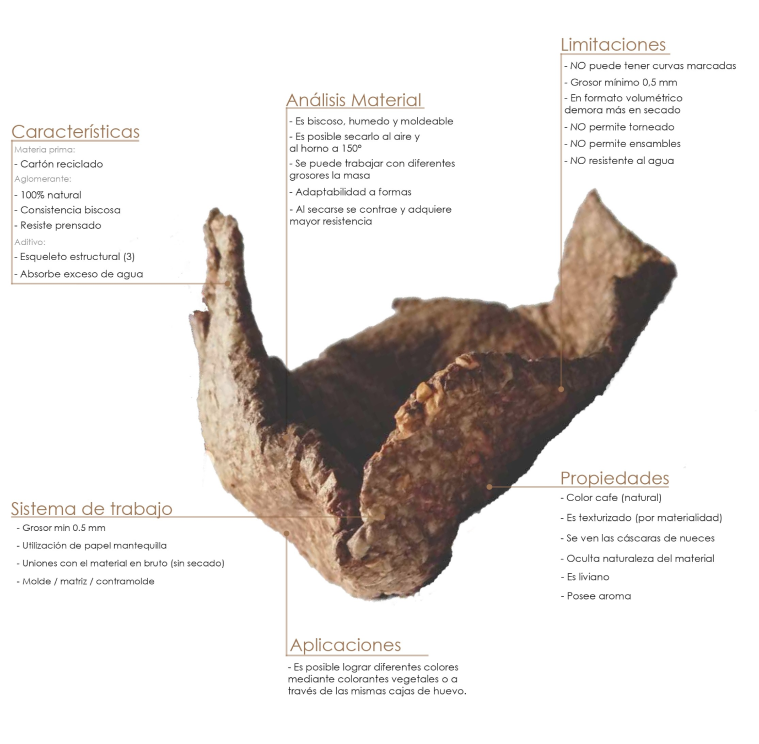 Limitaciones
- NO puede tener curvas marcadas
- Grosor mínimo 0,5 mm
- En formato volumétrico
demora más en secado
- NO permite torneado
- NO permite ensambles
- NO resistente al agua
Análisis Material
- Es biscoso, humedo y moldeable
- Es posible secarlo al aire y
al horno a 150°
- Se puede trabajar con diferentes
grosores la masa
- Adaptabilidad a formas
- Al secarse se contrae y adquiere
mayor resistencia
Características
Materia prima:
- Cartón reciclado
Aglomerante:
- 100% natural
- Consistencia biscosa
- Resiste prensado
Aditivo:
- Esqueleto estructural (3)
- Absorbe exceso de agua
Propiedades
- Color cafe (natural)
- Es texturizado (por materialidad)
- Se ven las cáscaras de nueces
- Oculta naturaleza del material
- Es liviano
- Posee aroma
Sistema de trabajo
- Grosor min 0.5 mm
- Utilización de papel mantequilla
- Uniones con el material en bruto (sin secado)
- Molde / matriz / contramolde
Aplicaciones
- Es posible lograr diferentes colores
mediante colorantes vegetales o a
través de las mismas cajas de huevo.